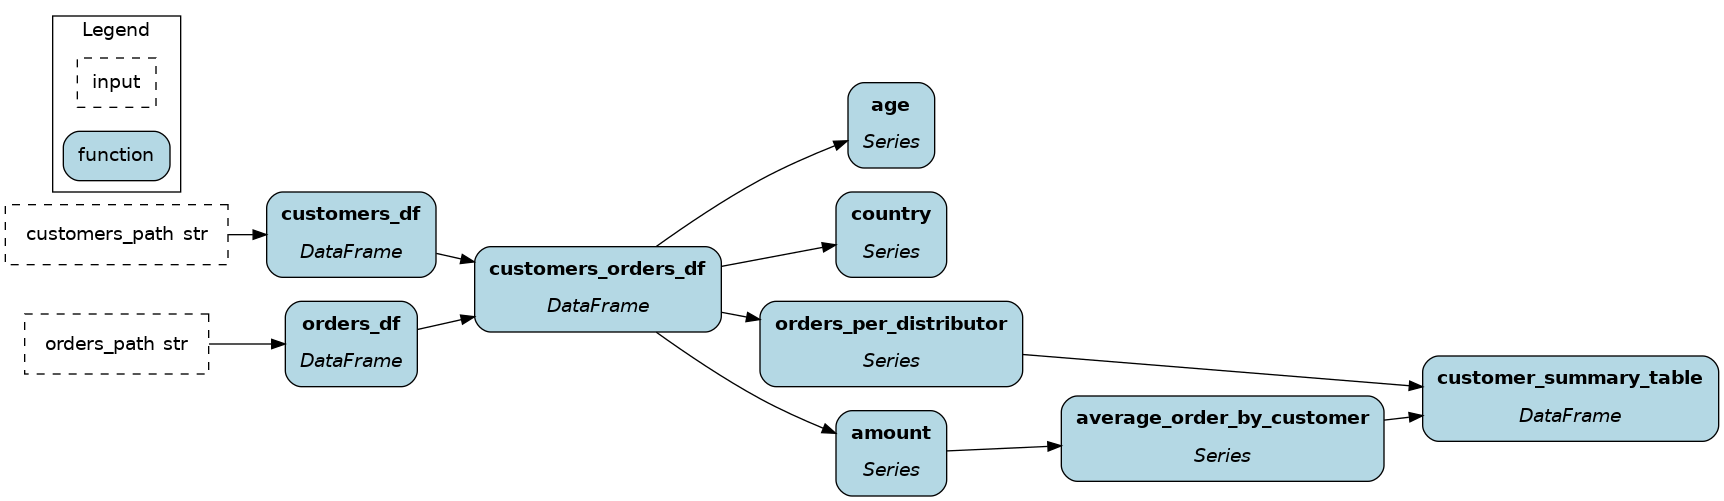 Legend
input
function
customers_path str
orders_path str
customers_df
DataFrame
orders_df
DataFrame
customers_orders_df
DataFrame
age
Series
country
Series
orders_per_distributor
Series
amount
Series
average_order_by_customer
Series
customer_summary_table
DataFrame